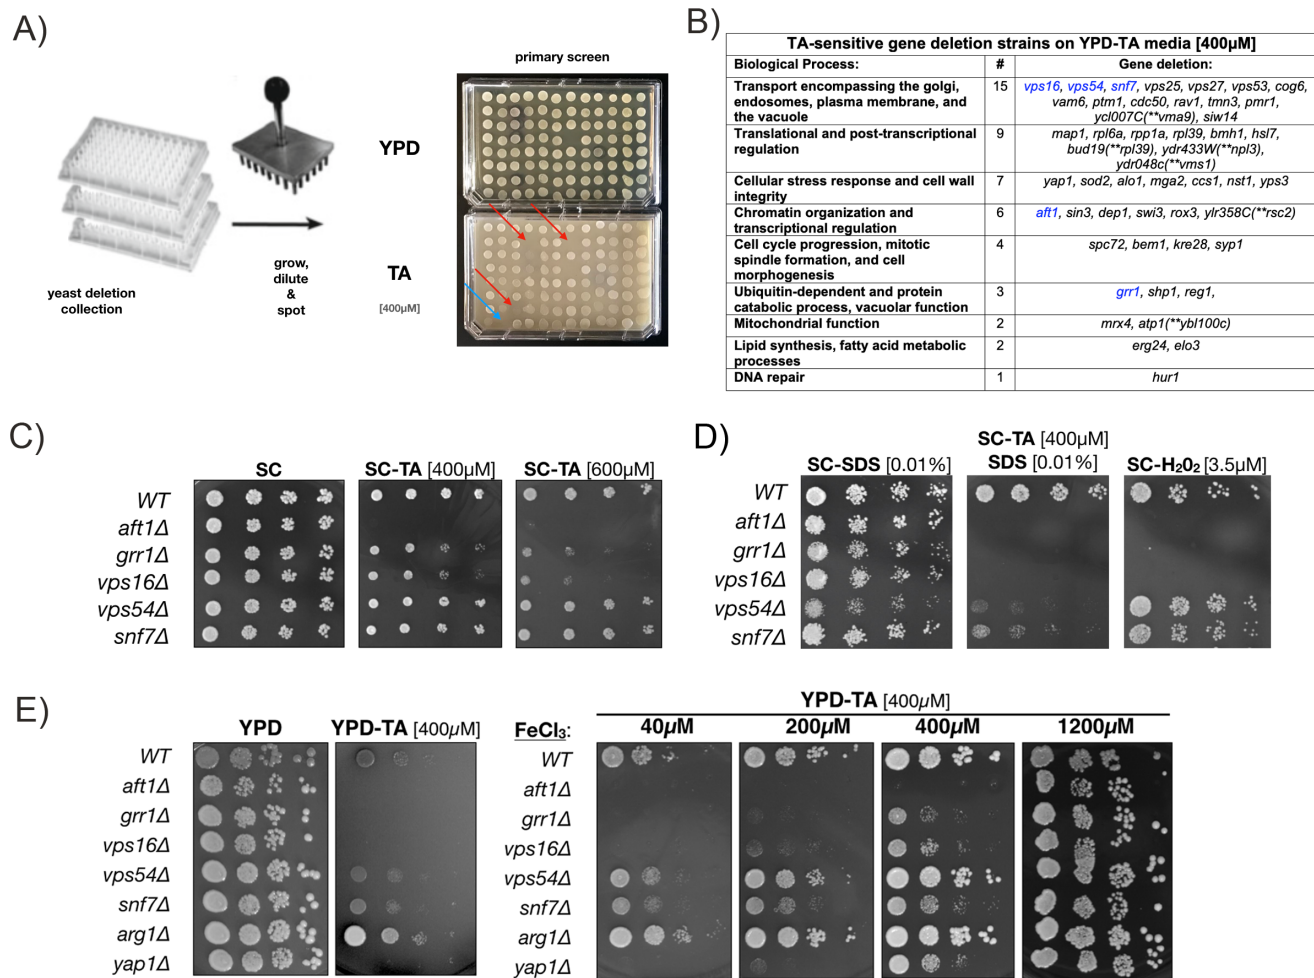 A)
primary screen
YPD
TA
[400µM]
grow,
dilute
&
spot
yeast deletion
collection
B)
TA-sensitive gene deletion strains on YPD-TA media [400µM]
Biological Process: # Gene deletion:
Transport encompassing the golgi, endosomes, plasma membrane, and the vacuole 15 vps16, vps54, snf7, vps25, vps27, vps53, cog6, vam6, ptm1, cdc50, rav1, tmn3, pmr1, ycl007C(**vma9), siw14
Translational and post-transcriptional regulation 9 map1, rpl6a, rpp1a, rpl39, bmh1, hsl7, bud19(**rpl39), ydr433W(**npl3), ydr048c(**vms1)
Cellular stress response and cell wall integrity 7 yap1, sod2, alo1, mga2, ccs1, nst1, yps3
Chromatin organization and transcriptional regulation 6 aft1, sin3, dep1, swi3, rox3, ylr358C(**rsc2)
Cell cycle progression, mitotic spindle formation, and cell morphogenesis 4 spc72, bem1, kre28, syp1
Ubiquitin-dependent and protein catabolic process, vacuolar function 3 grr1, shp1, reg1,
Mitochondrial function 2 mrx4, atp1(**ybl100c)
Lipid synthesis, fatty acid metabolic processes 2 erg24, elo3
DNA repair 1 hur1
C)
SC SC-TA [400µM] SC-TA [600µM]
WT
aft1Δ
grr1Δ
vps16Δ
vps54Δ
snf7Δ
D)
SC-SDS [0.01%]
SC-TA [400µM]
SDS [0.01%]
SC-H₂0₂ [3.5µM]
WT
aft1Δ
grr1Δ
vps16Δ
vps54Δ
snf7Δ
E)
YPD YPD-TA [400µM]
WT
aft1Δ
grr1Δ
vps16Δ
vps54Δ
snf7Δ
arg1Δ
yap1Δ
YPD-TA [400µM]
FeCl₃: 40µM 200µM 400µM 1200µM
WT
aft1Δ
grr1Δ
vps16Δ
vps54Δ
snf7Δ
arg1Δ
yap1Δ